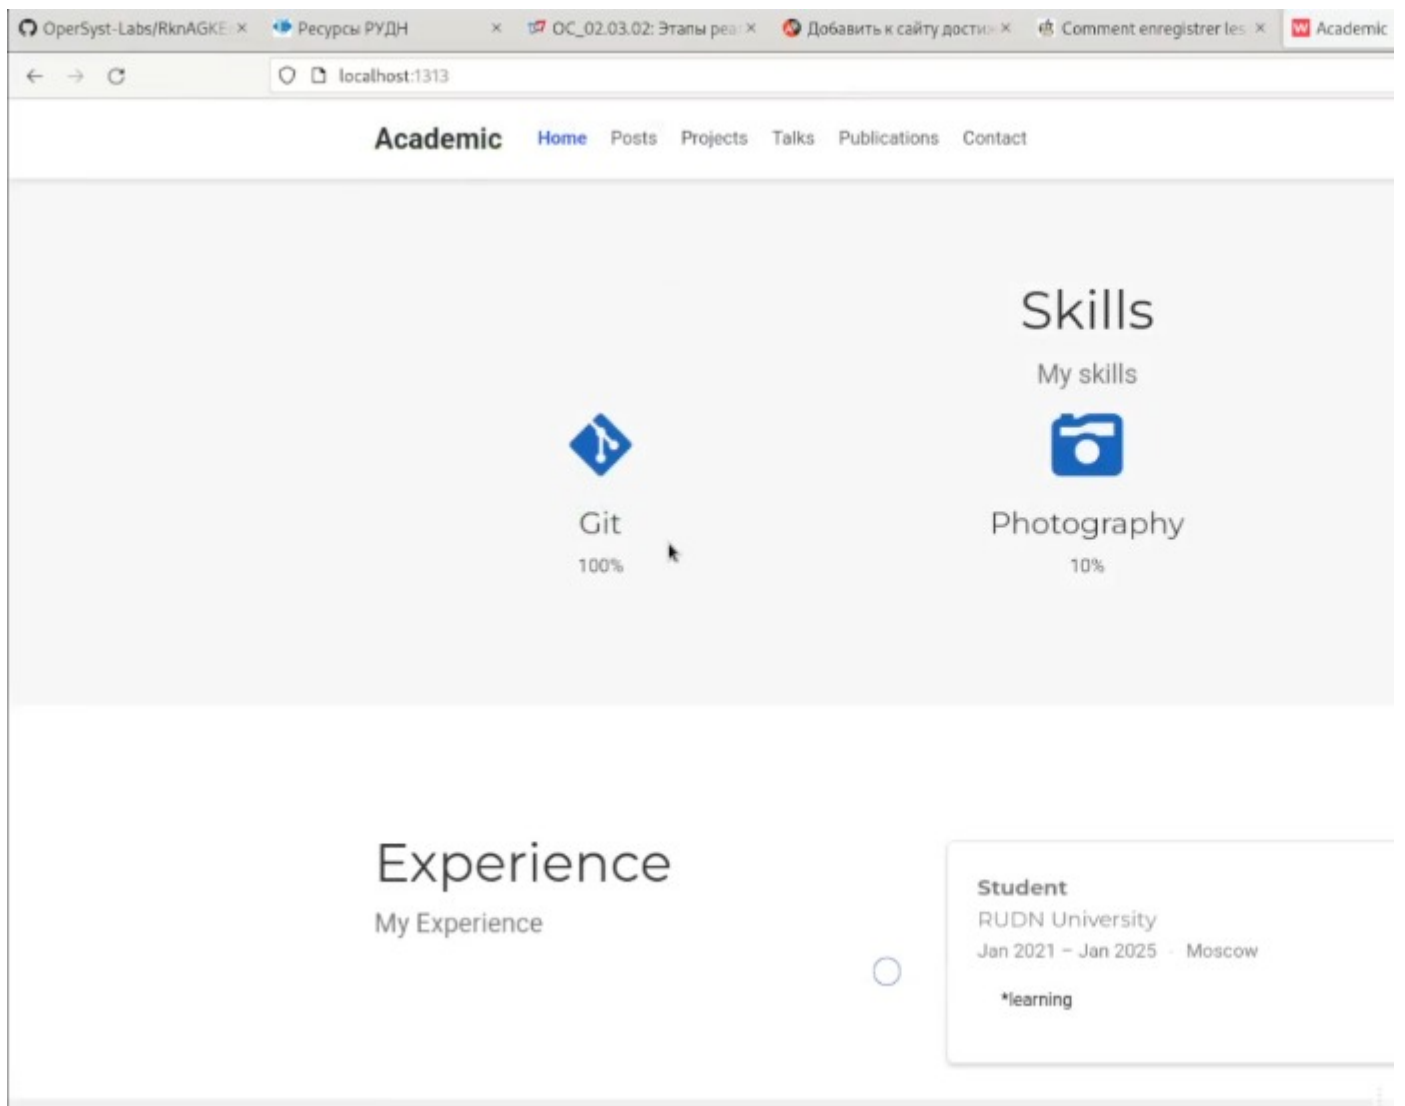 OperSyst-Labs/RknAGKE Ресурсы РУДН ОС_02.03.02: Этапы реа Добавить к сайту дости Comment enregistrer les Academic
localhost:1313
Academic Home Posts Projects Talks Publications Contact
Skills
My skills
Git Photography
100% 10%
Experience
My Experience
Student
RUDN University
Jan 2021 – Jan 2025 · Moscow
*learning